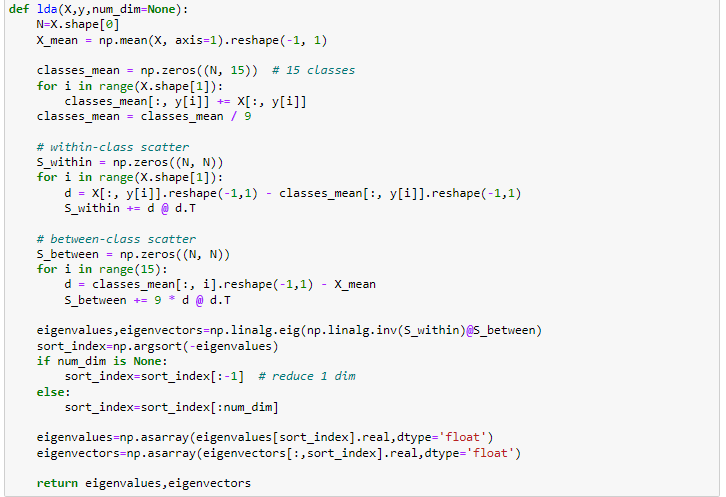 def lda(X,y,num_dim=None):
    N=X.shape[0]
    X_mean = np.mean(X, axis=1).reshape(-1, 1)

    classes_mean = np.zeros((N, 15))  # 15 classes
    for i in range(X.shape[1]):
        classes_mean[:, y[i]] += X[:, y[i]]
    classes_mean = classes_mean / 9

    # within-class scatter
    S_within = np.zeros((N, N))
    for i in range(X.shape[1]):
        d = X[:, y[i]].reshape(-1,1) - classes_mean[:, y[i]].reshape(-1,1)
        S_within += d @ d.T

    # between-class scatter
    S_between = np.zeros((N, N))
    for i in range(15):
        d = classes_mean[:, i].reshape(-1,1) - X_mean
        S_between += 9 * d @ d.T

    eigenvalues,eigenvectors=np.linalg.eig(np.linalg.inv(S_within)@S_between)
    sort_index=np.argsort(-eigenvalues)
    if num_dim is None:
        sort_index=sort_index[:-1]  # reduce 1 dim
    else:
        sort_index=sort_index[:num_dim]

    eigenvalues=np.asarray(eigenvalues[sort_index].real,dtype='float')
    eigenvectors=np.asarray(eigenvectors[:,sort_index].real,dtype='float')

    return eigenvalues,eigenvectors